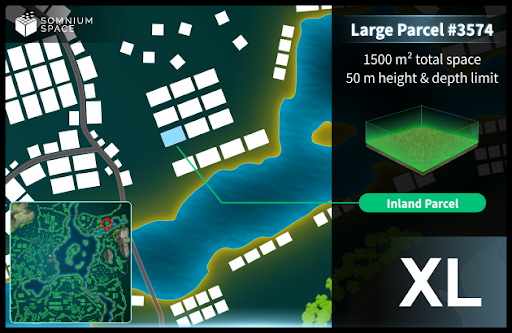 SOMNIUM
SPACE
Large Parcel #3574
1500 m² total space
50 m height & depth limit
Inland Parcel
XL